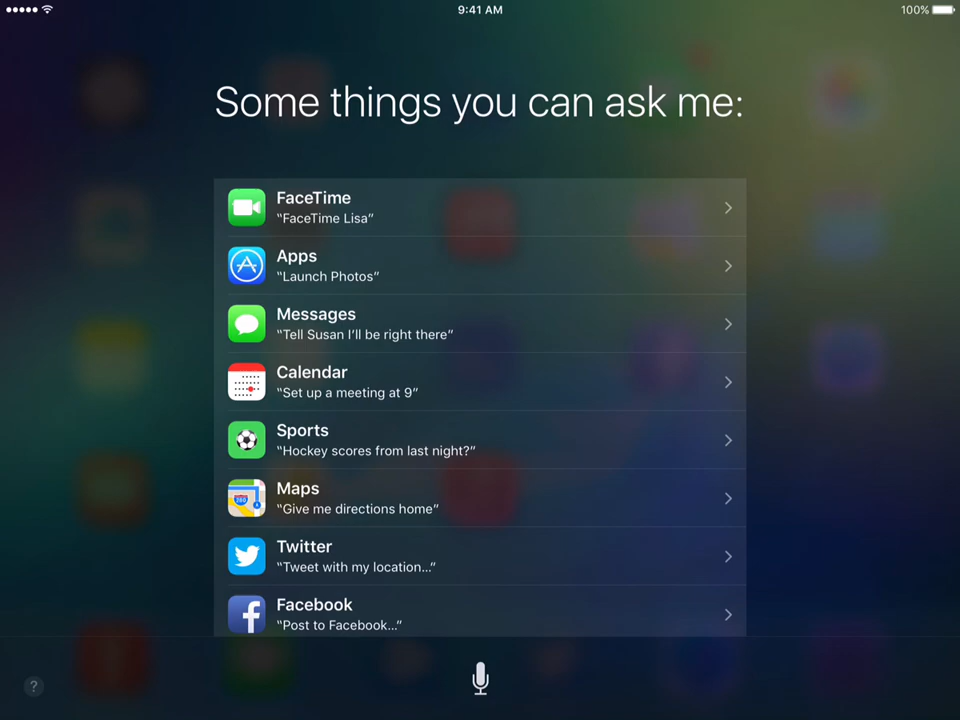 9:41 AM
100%
Some things you can ask me:
FaceTime
“FaceTime Lisa”
Apps
“Launch Photos”
Messages
“Tell Susan I’ll be right there”
Calendar
“Set up a meeting at 9”
Sports
“Hockey scores from last night?”
Maps
“Give me directions home”
280
Twitter
“Tweet with my location...”
Facebook
“Post to Facebook...”
?